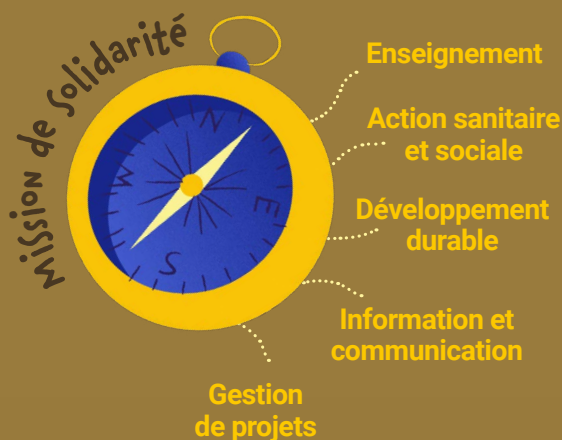 Mission de Solidarité
Enseignement
Action sanitaire
et sociale
Développement
durable
Information et
communication
Gestion
de projets
N
E
S
W